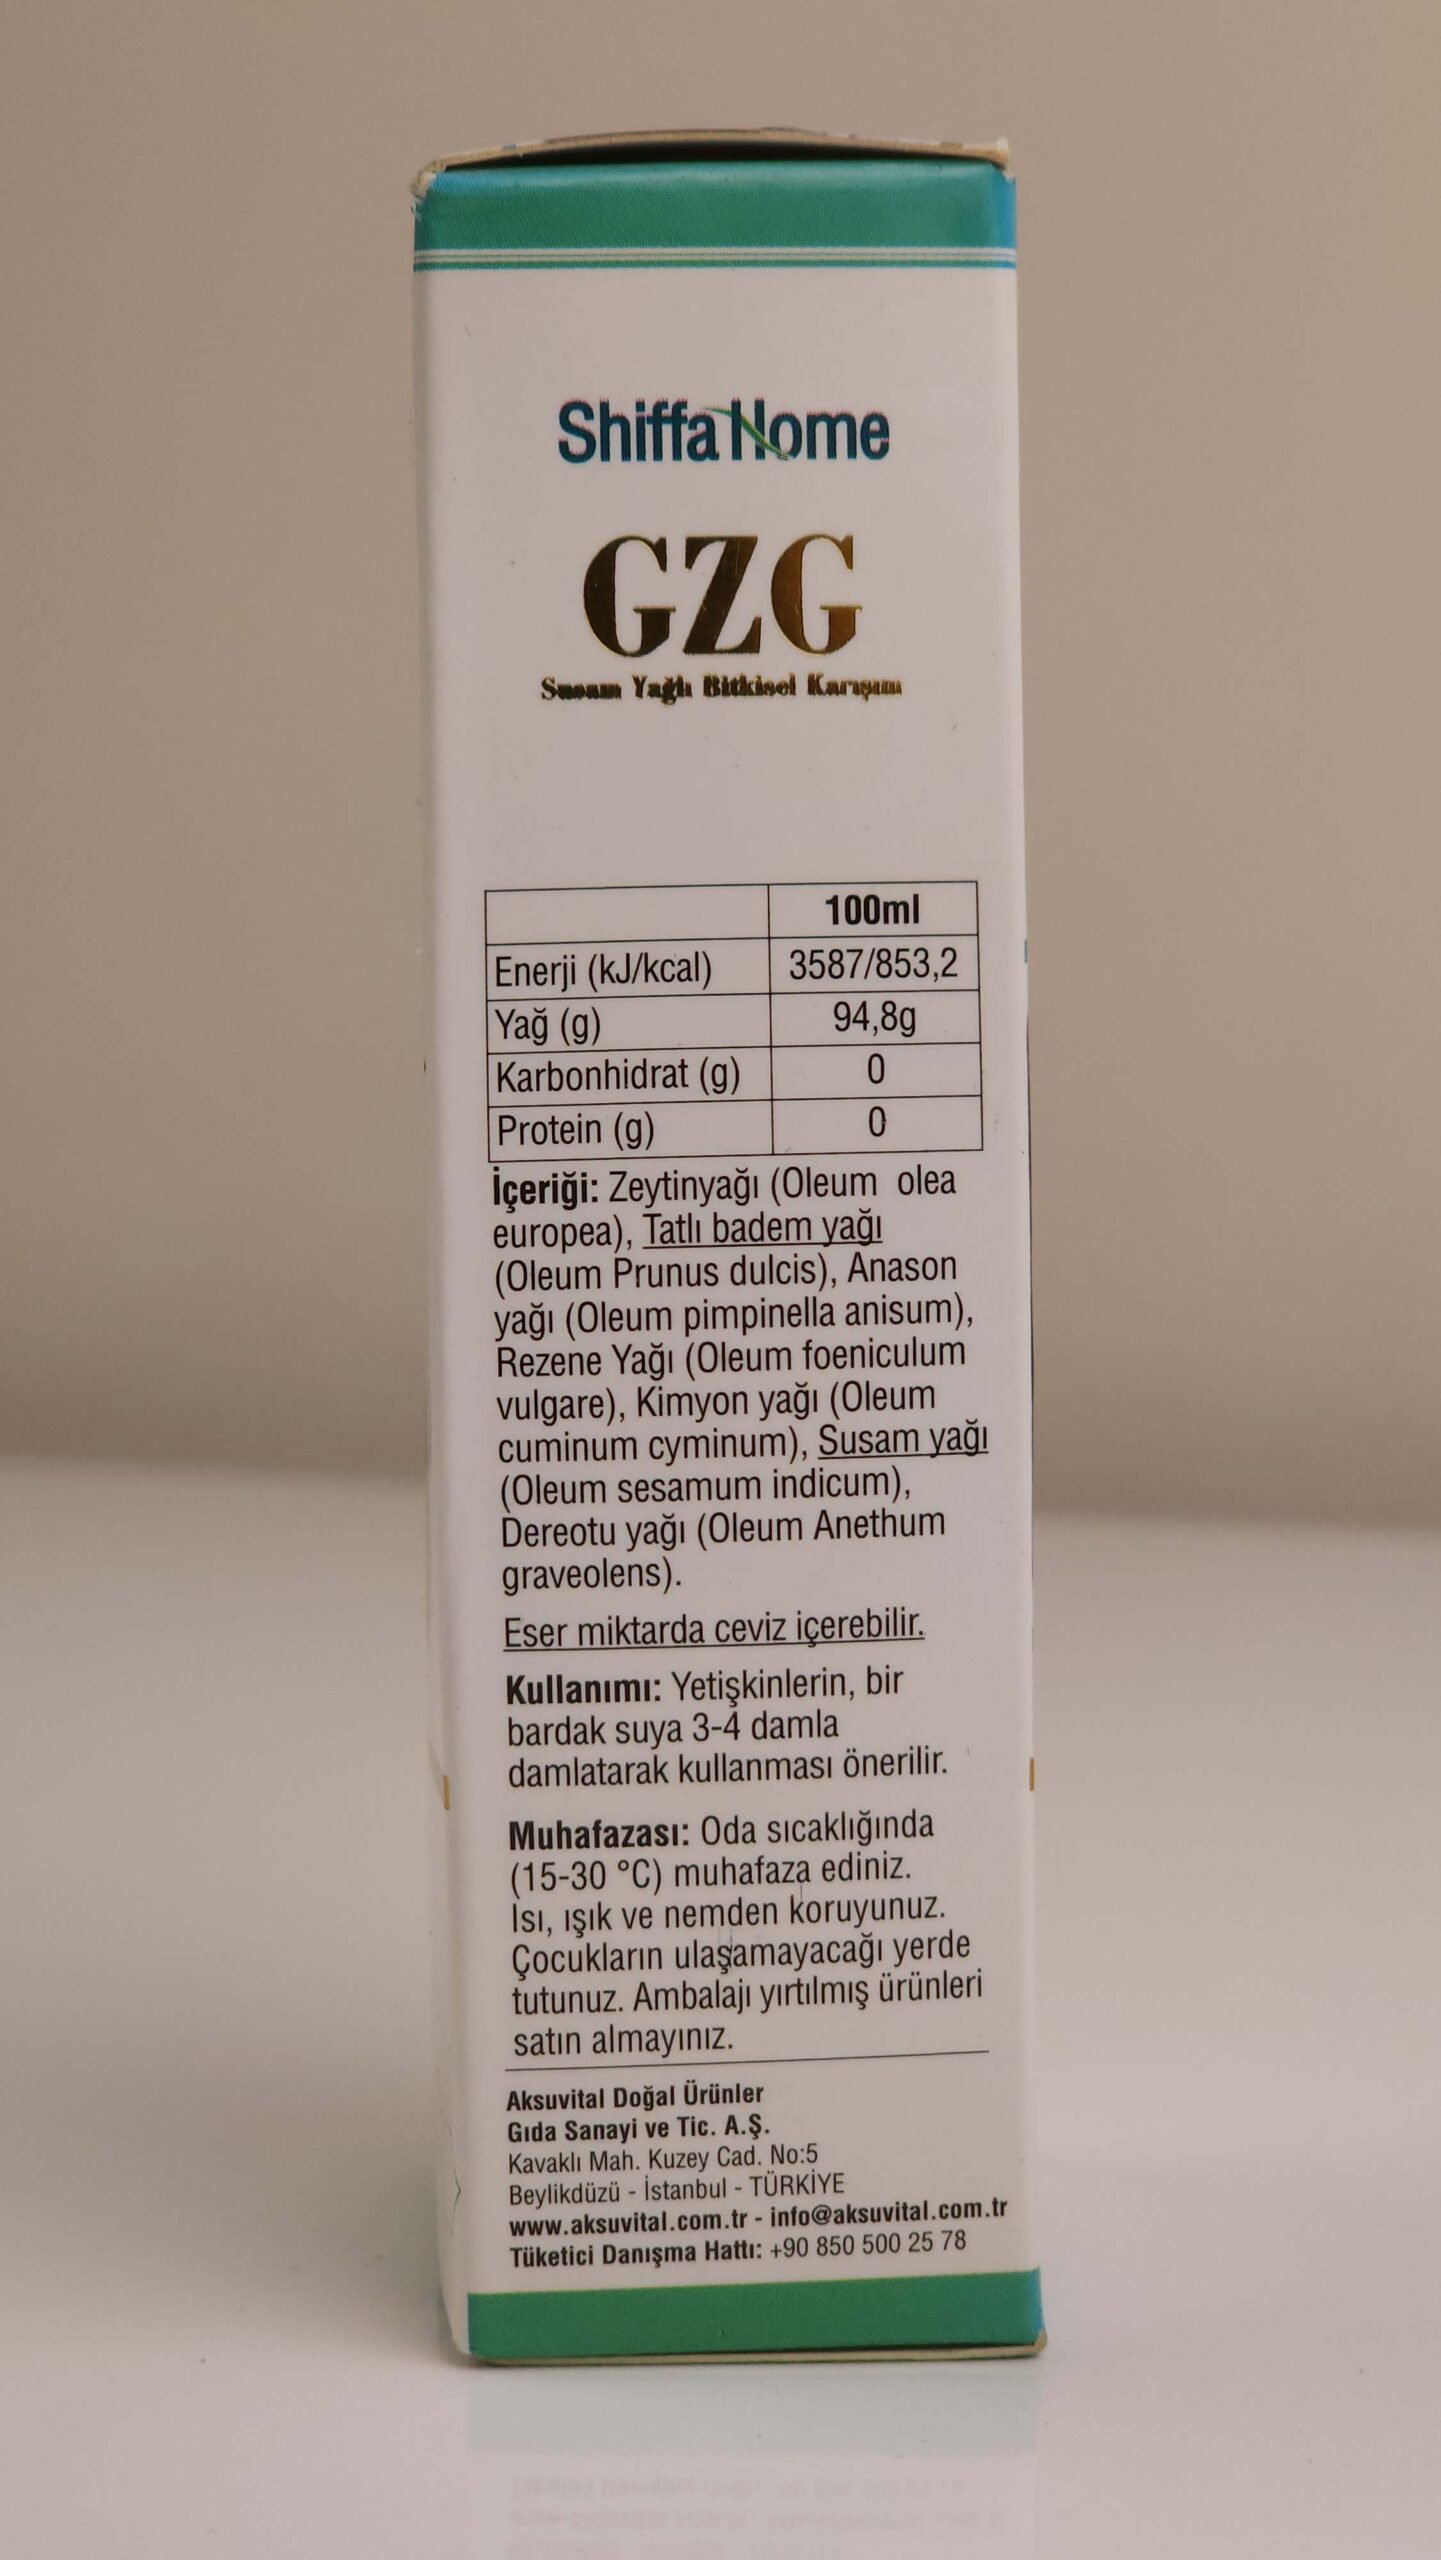 Shiffa Home
GZG
Susam Yağlı Bitkisel Karışım
100ml
Enerji (kJ/kcal) 3587/853,2
Yağ (g) 94,8g
Karbonhidrat (g) 0
Protein (g) 0
İçeriği: Zeytinyağı (Oleum olea
europea), Tatlı badem yağı
(Oleum Prunus dulcis), Anason
yağı (Oleum pimpinella anisum),
Rezene Yağı (Oleum foeniculum
vulgare), Kimyon yağı (Oleum
cuminum cyminum), Susam yağı
(Oleum sesamum indicum),
Dereotu yağı (Oleum Anethum
graveolens).
Eser miktarda ceviz içerebilir.
Kullanımı: Yetişkinlerin, bir
bardak suya 3-4 damla
damlatarak kullanması önerilir.
Muhafazası: Oda sıcaklığında
(15-30 °C) muhafaza ediniz.
Isı, ışık ve nemden koruyunuz.
Çocukların ulaşamayacağı yerde
tutunuz. Ambalajı yırtılmış ürünleri
satın almayınız.
Aksuvital Doğal Ürünler
Gıda Sanayi ve Tic. A.Ş.
Kavaklı Mah. Kuzey Cad. No:5
Beylikdüzü - İstanbul - TÜRKİYE
www.aksuvital.com.tr - info@aksuvital.com.tr
Tüketici Danışma Hattı: +90 850 500 25 78